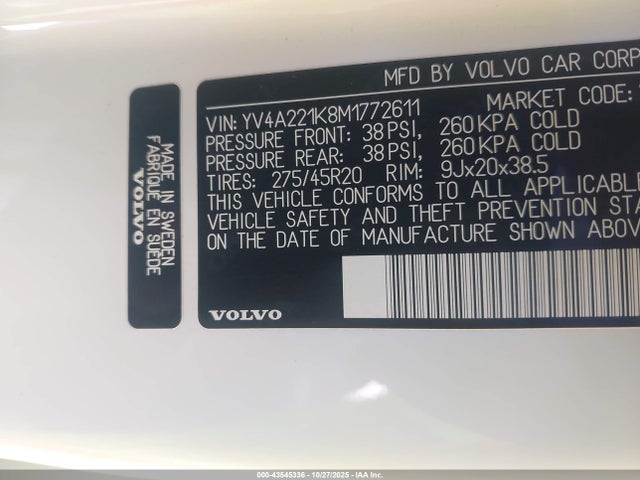 MADE IN SWEDEN
FABRIQUE EN SUÈDE
VOLVO
MFD BY VOLVO CAR CORP
VIN: YV4A221K8M1772611 MARKET CODE:
PRESSURE FRONT: 38 PSI, 260 KPA COLD
PRESSURE REAR: 38 PSI, 260 KPA COLD
TIRES: 275/45R20 RIM: 9Jx20x38.5
THIS VEHICLE CONFORMS TO ALL APPLICABLE
VEHICLE SAFETY AND THEFT PREVENTION
ON THE DATE OF MANUFACTURE SHOWN
VOLVO
000-43545336 - 10/27/2025 - IAA Inc.